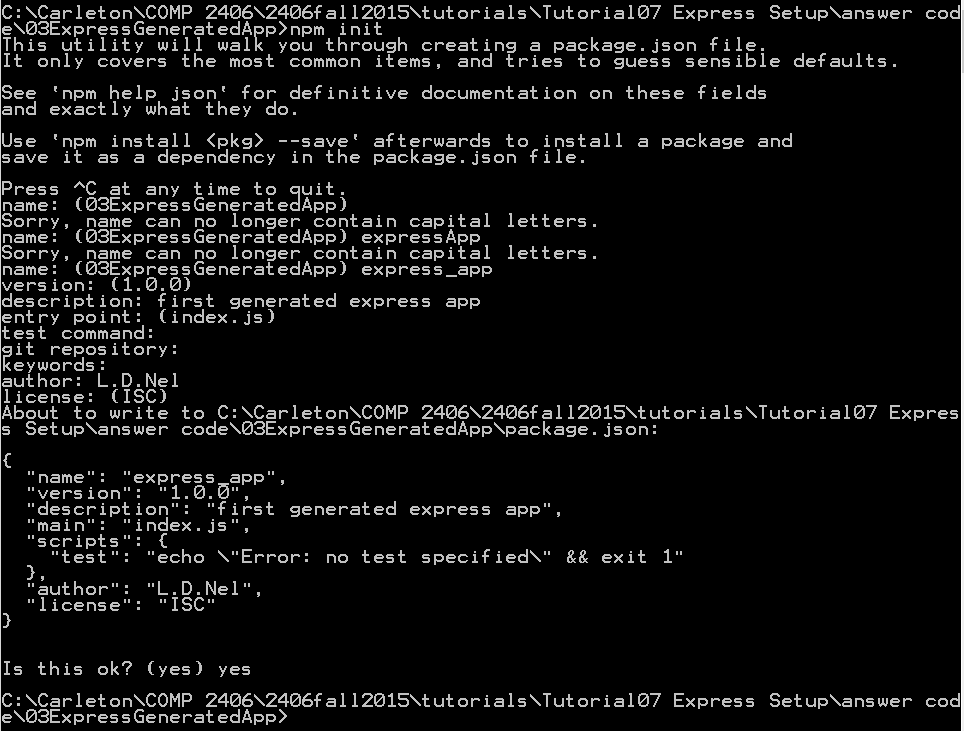 C:\Carleton\COMP 2406\2406fall2015\tutorials\Tutorial07 Express Setup\answer cod
e\03ExpressGeneratedApp>npm init
This utility will walk you through creating a package.json file.
It only covers the most common items, and tries to guess sensible defaults.
See 'npm help json' for definitive documentation on these fields
and exactly what they do.
Use 'npm install <pkg> --save' afterwards to install a package and
save it as a dependency in the package.json file.
Press ^C at any time to quit.
name: (03ExpressGeneratedApp)
Sorry, name can no longer contain capital letters.
name: (03ExpressGeneratedApp) expressApp
Sorry, name can no longer contain capital letters.
name: (03ExpressGeneratedApp) express_app
version: (1.0.0)
description: first generated express app
entry point: (index.js)
test command:
git repository:
keywords:
author: L.D.Nel
license: (ISC)
About to write to C:\Carleton\COMP 2406\2406fall2015\tutorials\Tutorial07 Expres
s Setup\answer code\03ExpressGeneratedApp\package.json:
{
  "name": "express_app",
  "version": "1.0.0",
  "description": "first generated express app",
  "main": "index.js",
  "scripts": {
    "test": "echo \"Error: no test specified\" && exit 1"
  },
  "author": "L.D.Nel",
  "license": "ISC"
}
Is this ok? (yes) yes
C:\Carleton\COMP 2406\2406fall2015\tutorials\Tutorial07 Express Setup\answer cod
e\03ExpressGeneratedApp>